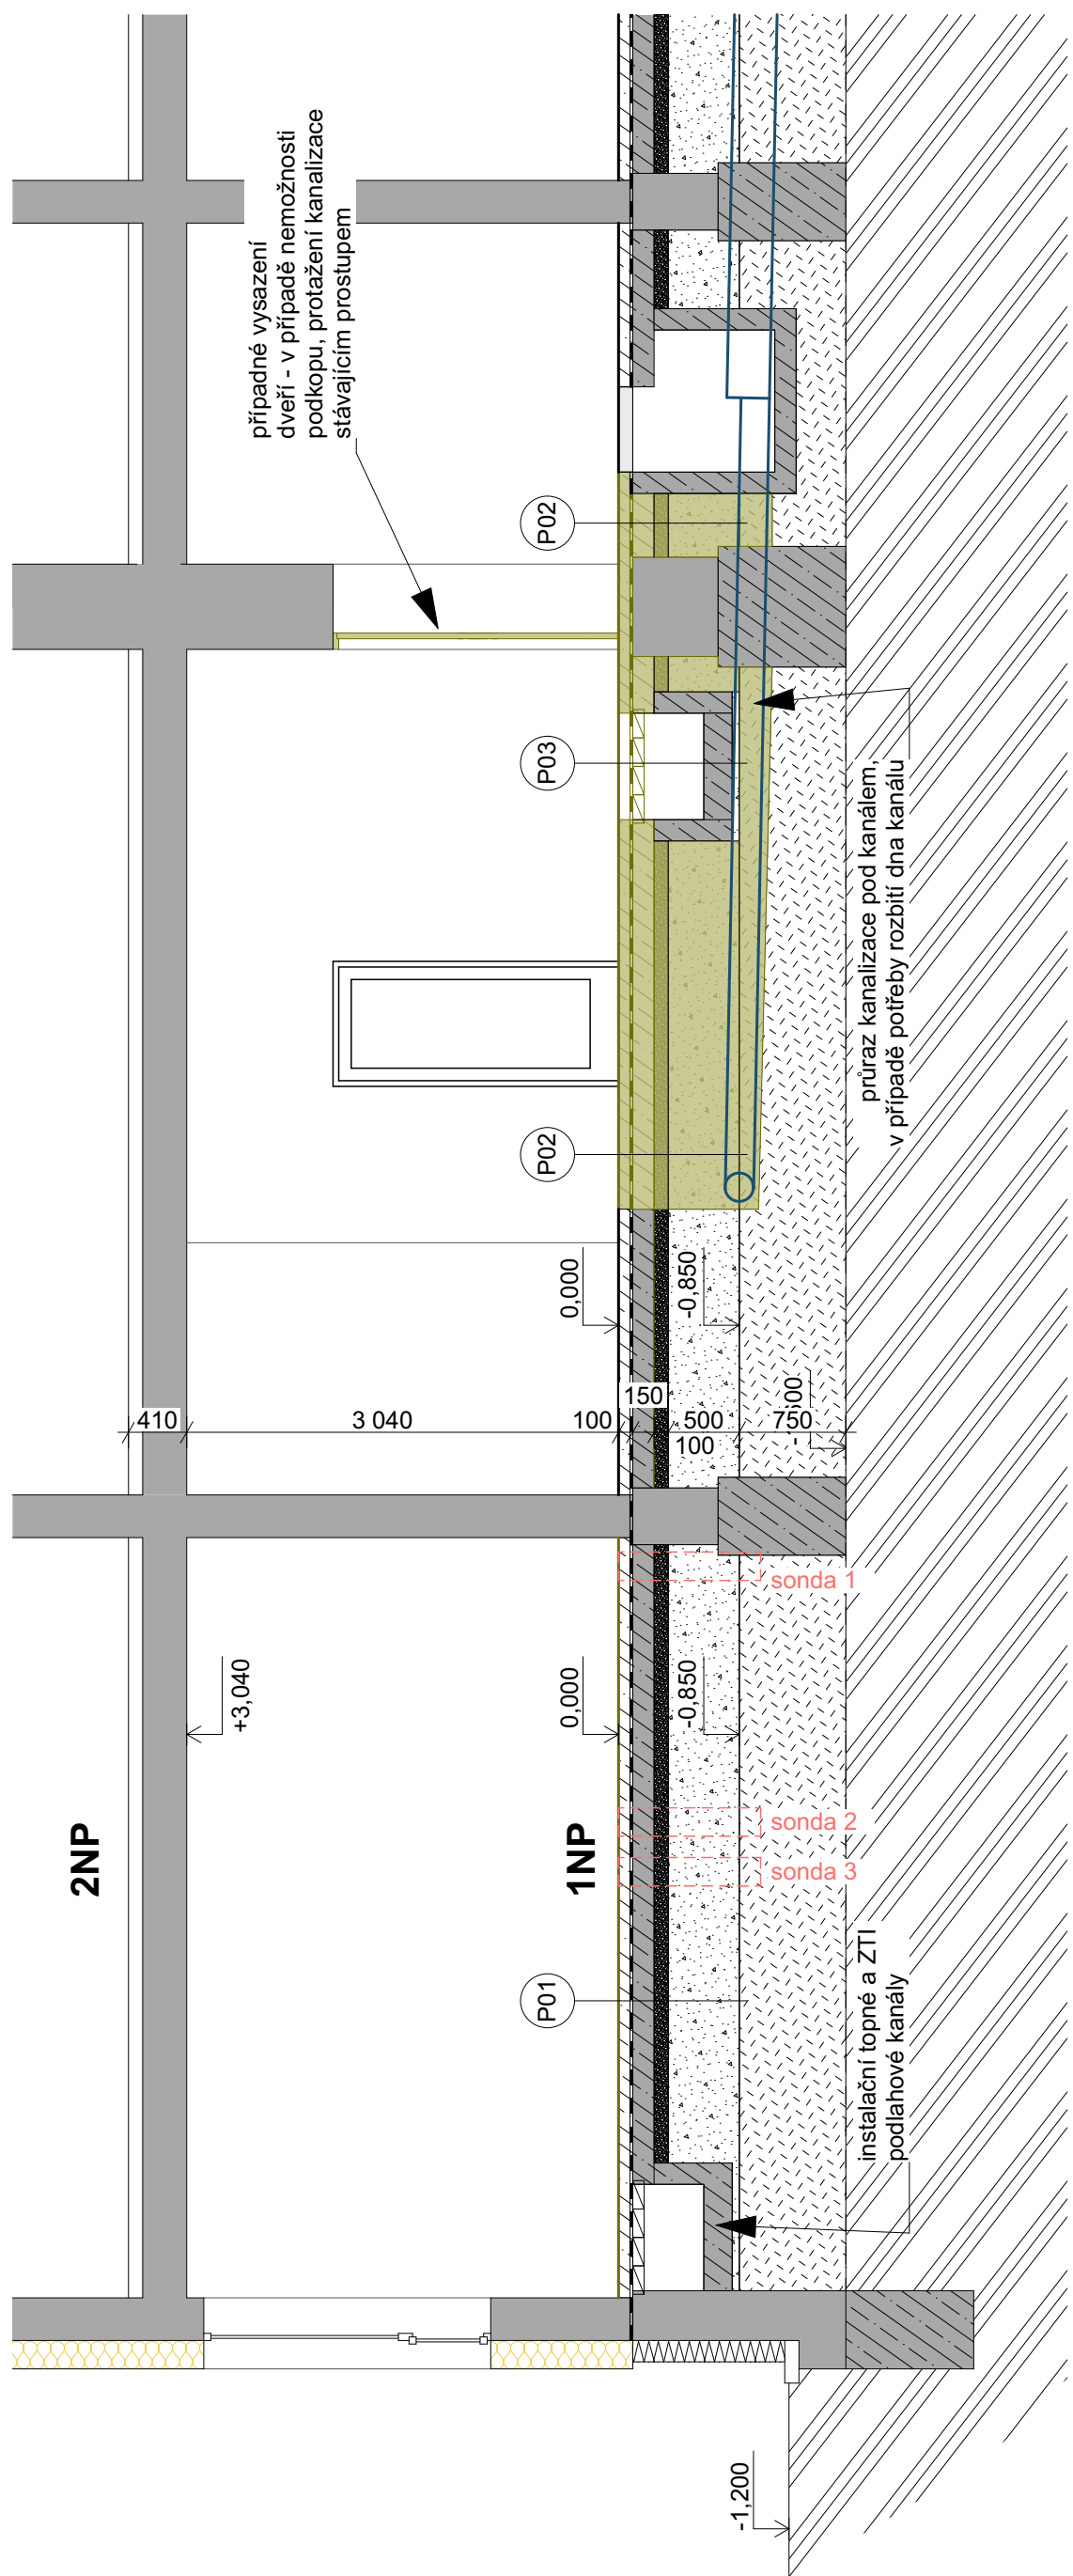 2NP
1NP
případné vysazení
dveří - v případě nemožnosti
podkopu, protažení kanalizace
stávajícím prostupem
P02
P03
P02
P01
průraz kanalizace pod kanálem,
v případě potřeby rozbití dna kanálu
instalační topné a ZTI
podlahové kanály
0,000
-0,850
410
3 040
100
150
500
100
750
+3,040
0,000
-0,850
-1,200
sonda 1
sonda 2
sonda 3